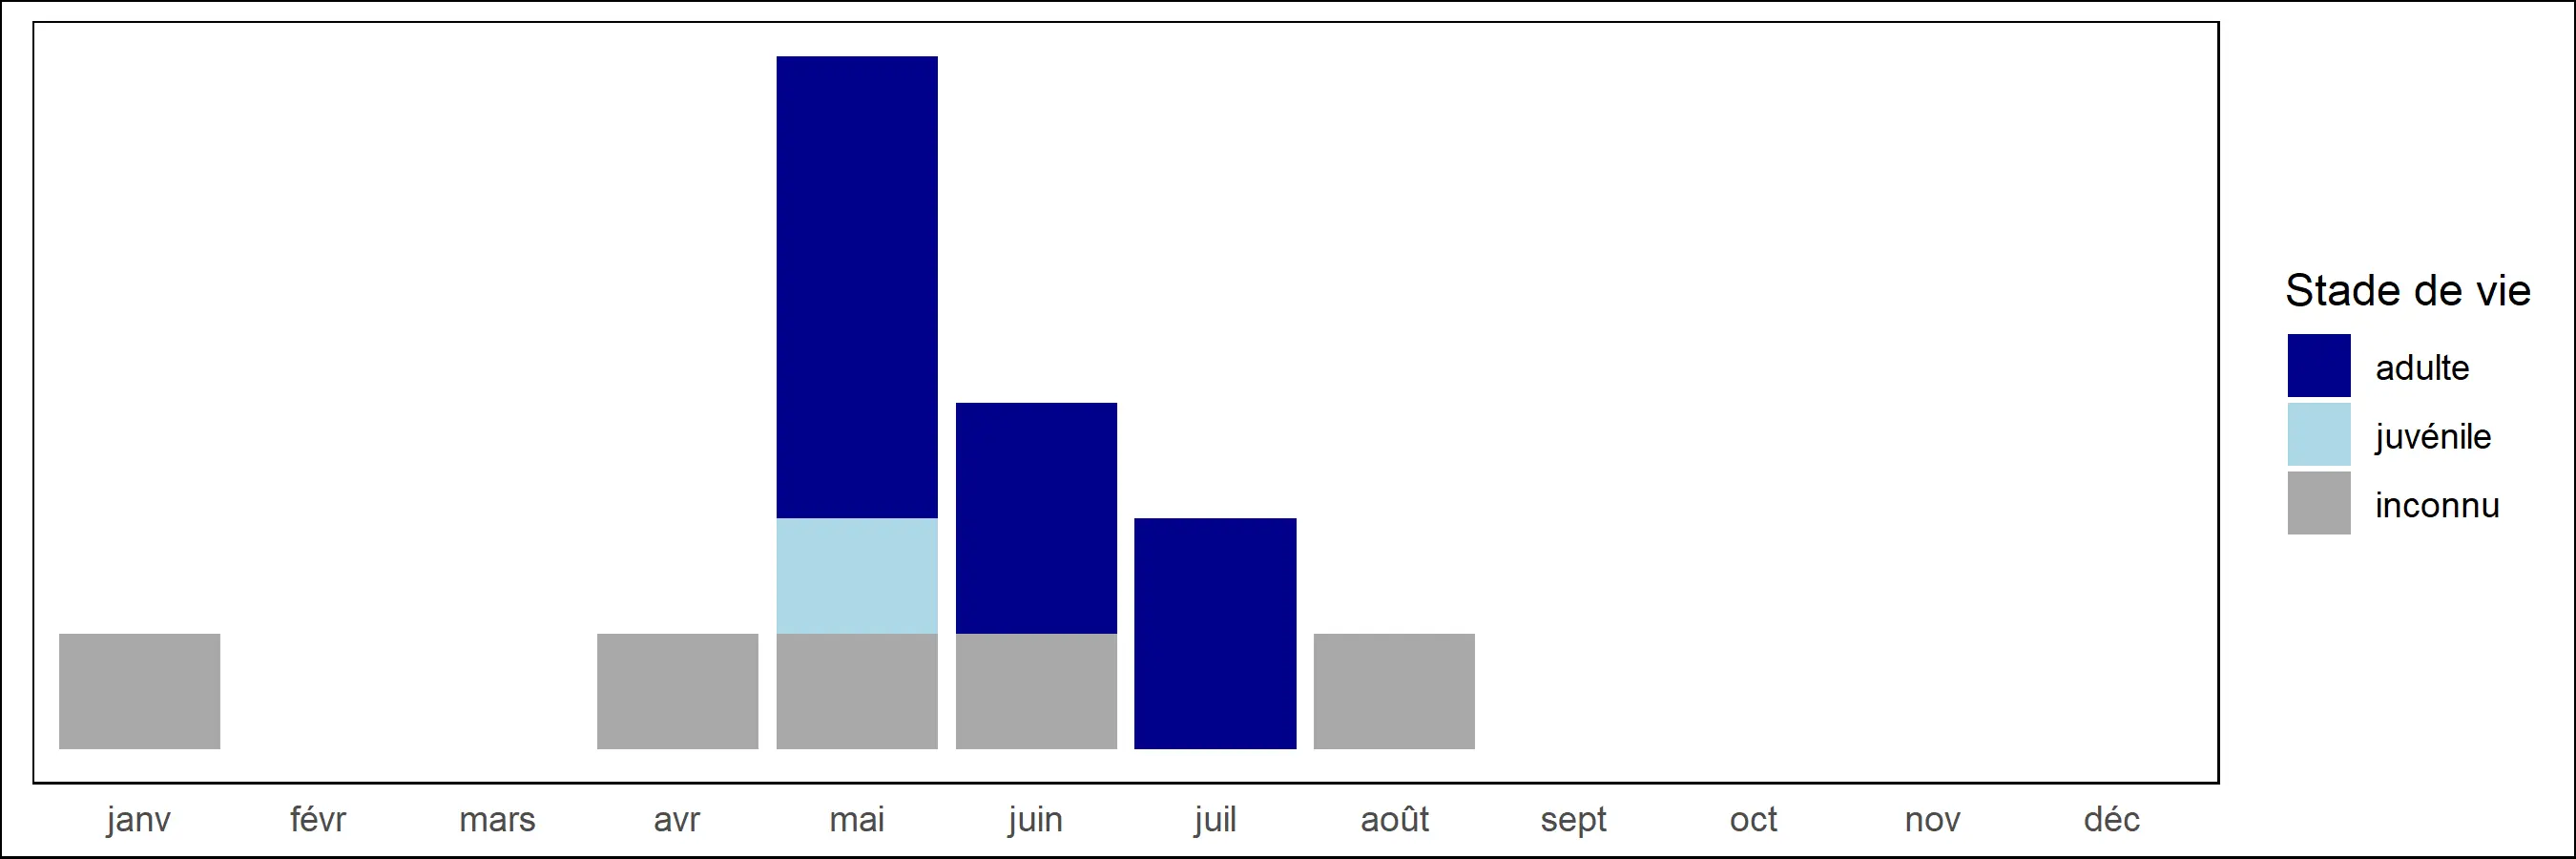 Stade de vie
adulte
juvénile
inconnu
janv févr mars avr mai juin juil août sept oct nov déc